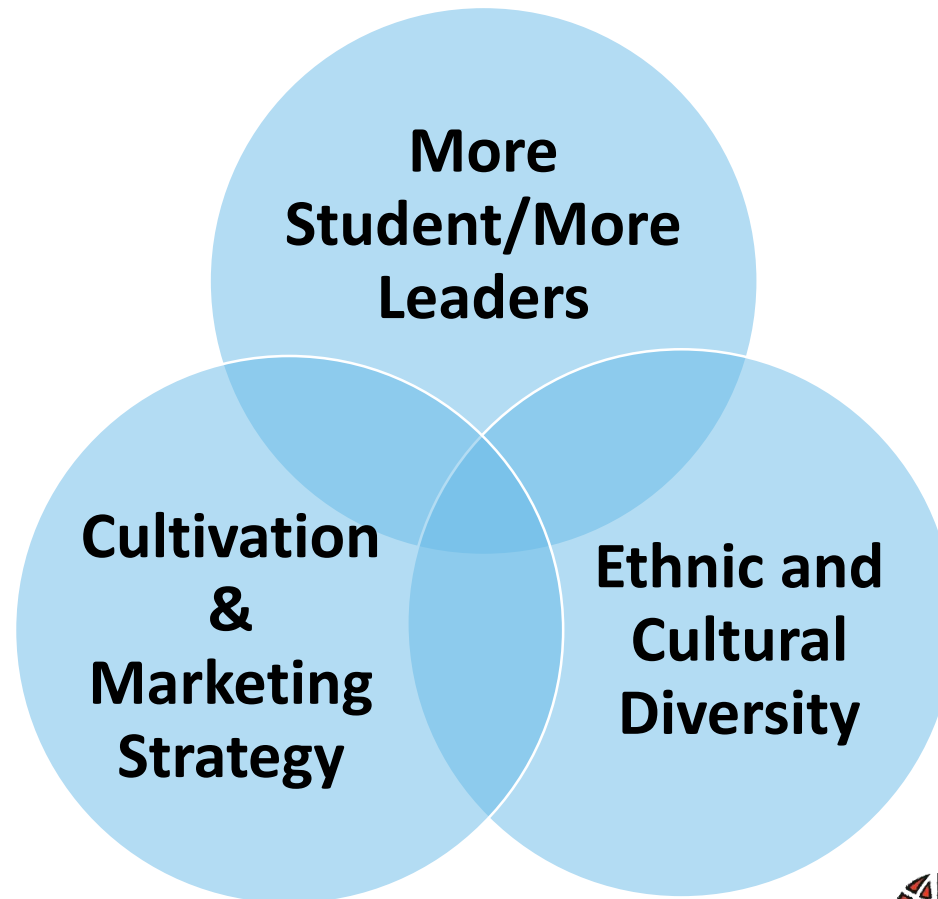 More
Student/More
Leaders
Cultivation
&
Marketing
Strategy
Ethnic and
Cultural
Diversity